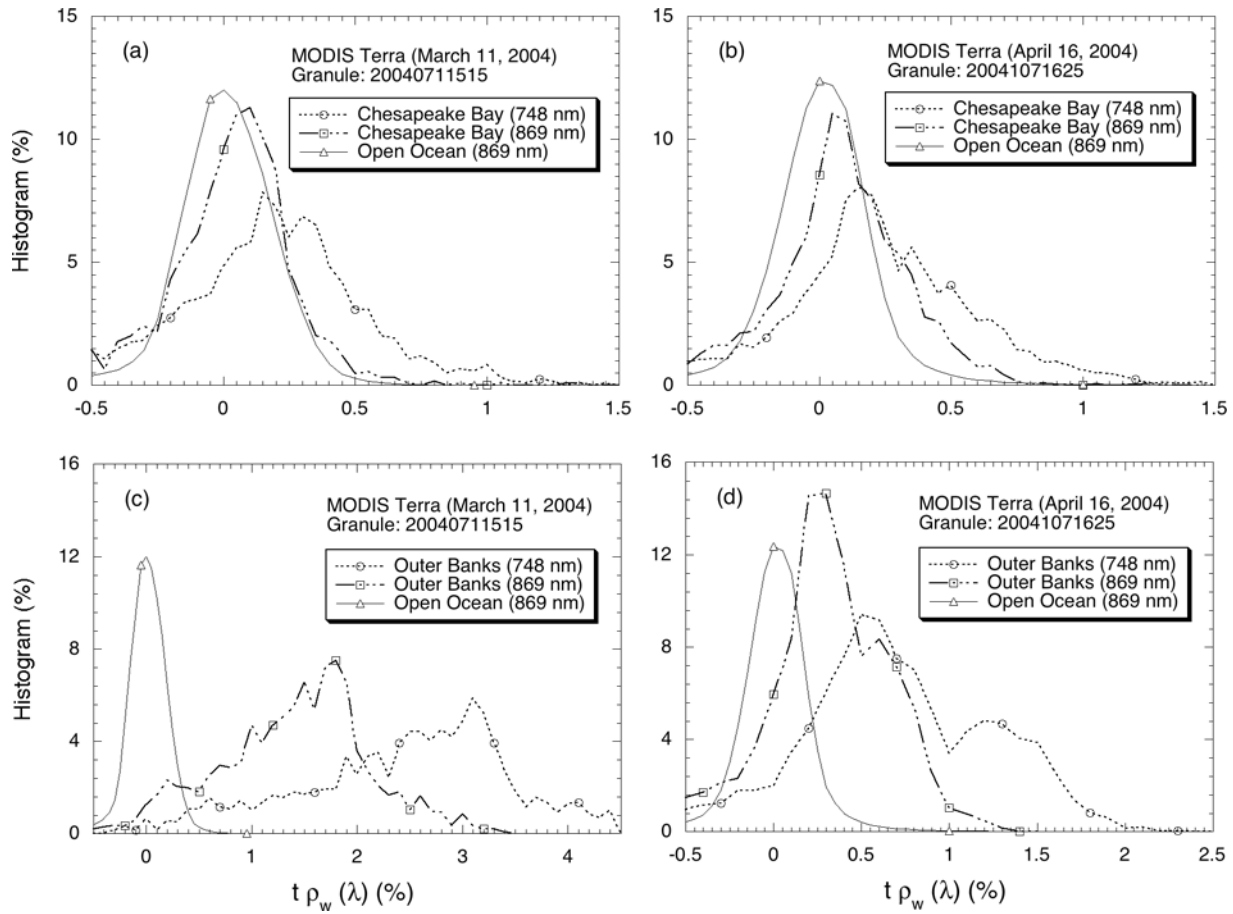 (a)
MODIS Terra (March 11, 2004)
Granule: 20040711515
Chesapeake Bay (748 nm)
Chesapeake Bay (869 nm)
Open Ocean (869 nm)
Histogram (%)
15
10
5
0
-0.5 0 0.5 1 1.5
(b)
MODIS Terra (April 16, 2004)
Granule: 20041071625
Chesapeake Bay (748 nm)
Chesapeake Bay (869 nm)
Open Ocean (869 nm)
15
10
5
0
-0.5 0 0.5 1 1.5
(c)
MODIS Terra (March 11, 2004)
Granule: 20040711515
Outer Banks (748 nm)
Outer Banks (869 nm)
Open Ocean (869 nm)
Histogram (%)
16
12
8
4
0
0 1 2 3 4
t ρw (λ) (%)
(d)
MODIS Terra (April 16, 2004)
Granule: 20041071625
Outer Banks (748 nm)
Outer Banks (869 nm)
Open Ocean (869 nm)
16
12
8
4
0
-0.5 0 0.5 1 1.5 2 2.5
t ρw (λ) (%)